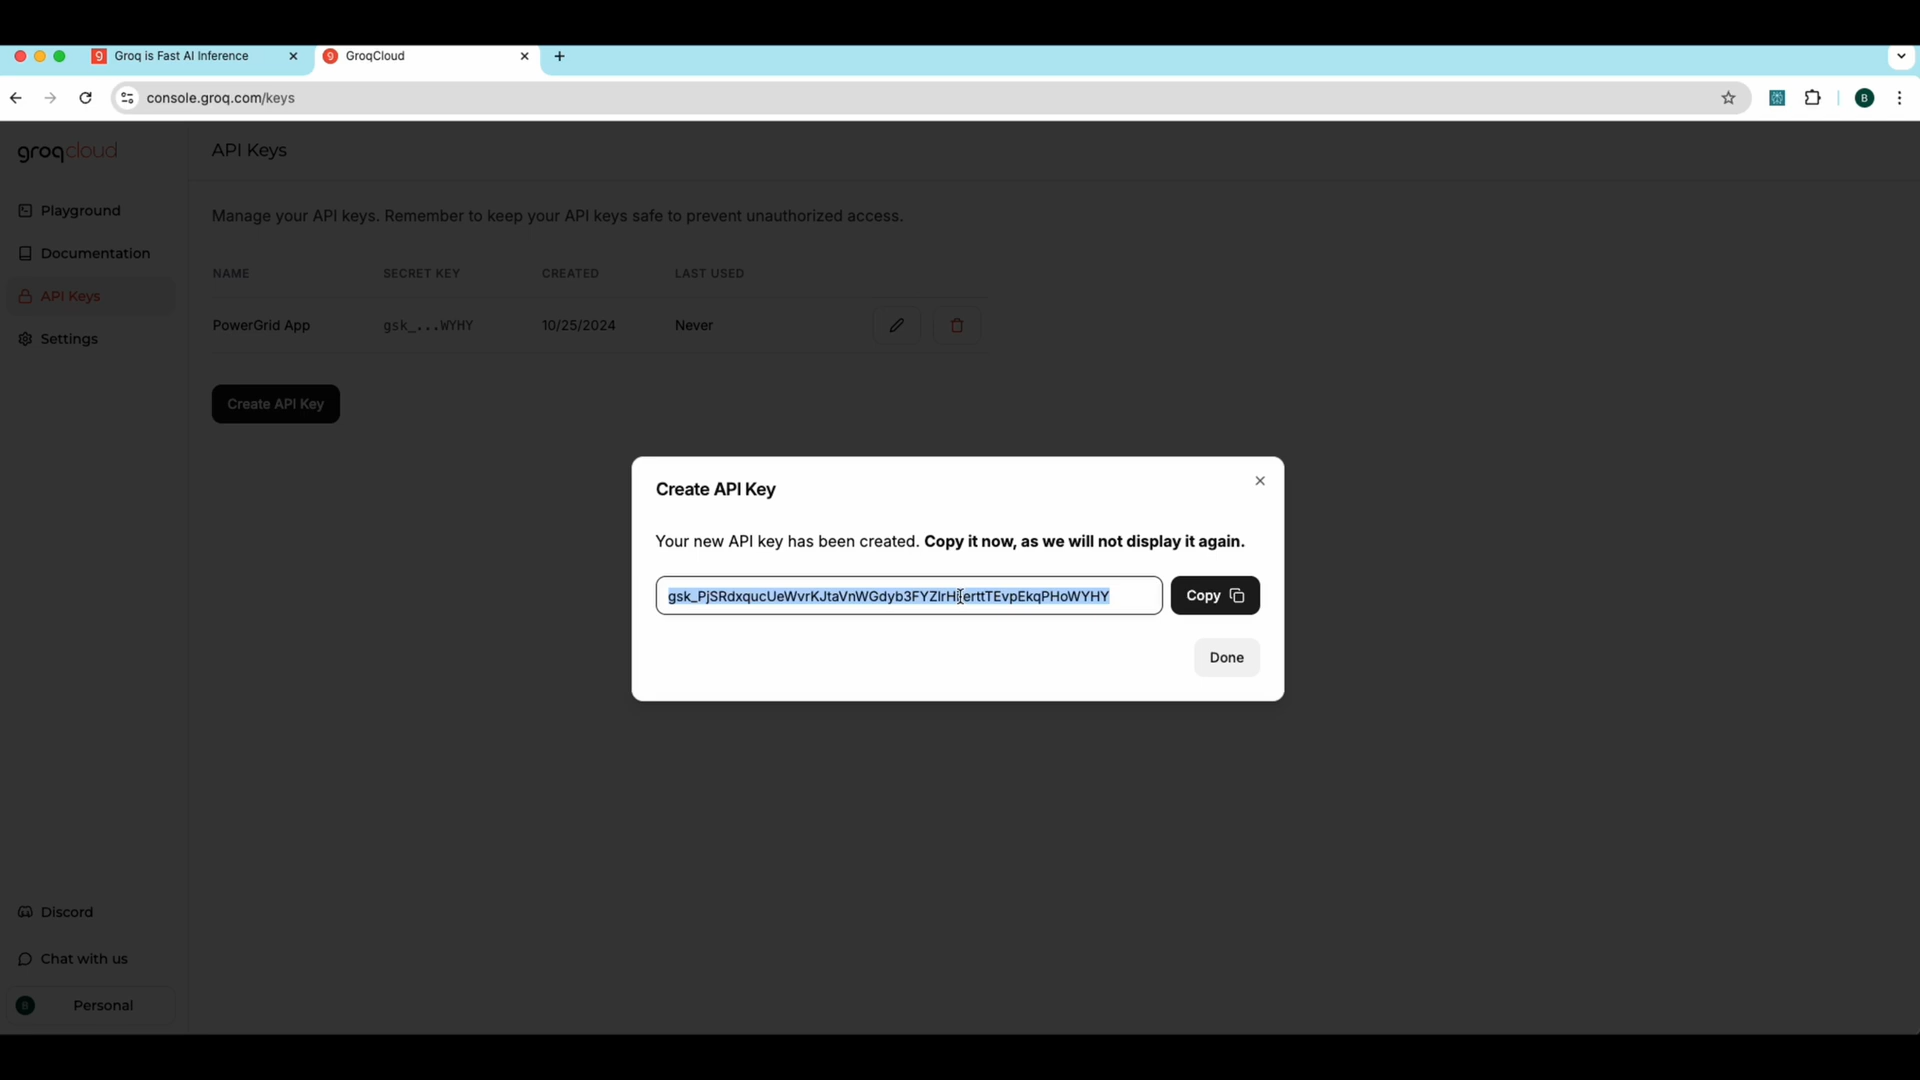 Groq is Fast AI Inference
GroqCloud
console.groq.com/keys
B
groqcloud
API Keys
Playground
Documentation
API Keys
Settings
Manage your API keys. Remember to keep your API keys safe to prevent unauthorized access.
NAME SECRET KEY CREATED LAST USED
PowerGrid App gsk_...WYHY 10/25/2024 Never
Create API Key
Create API Key
Your new API key has been created. Copy it now, as we will not display it again.
Copy
Done
Discord
Chat with us
B Personal